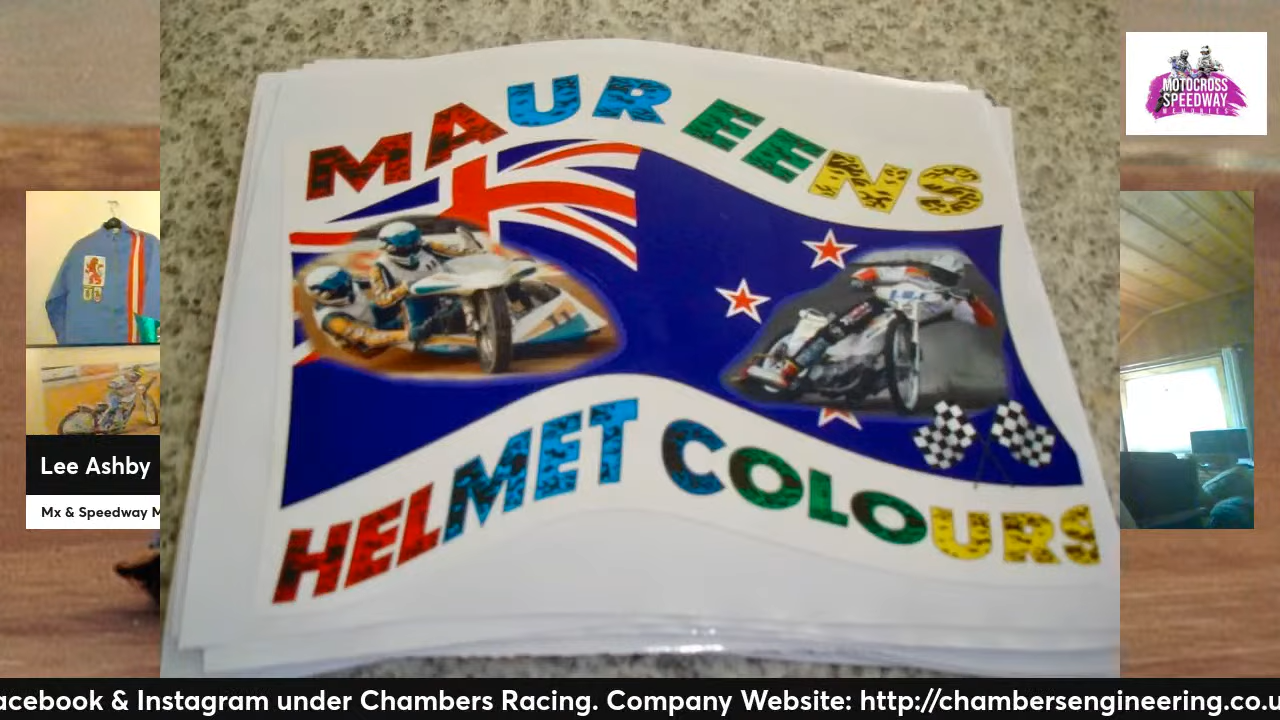 MAUREENS
HELMET COLOURS
MOTOCROSS
SPEEDWAY
MEMORIES
Lee Ashby
Mx & Speedway M
acebook & Instagram under Chambers Racing. Company Website: http://chambersengineering.co.u